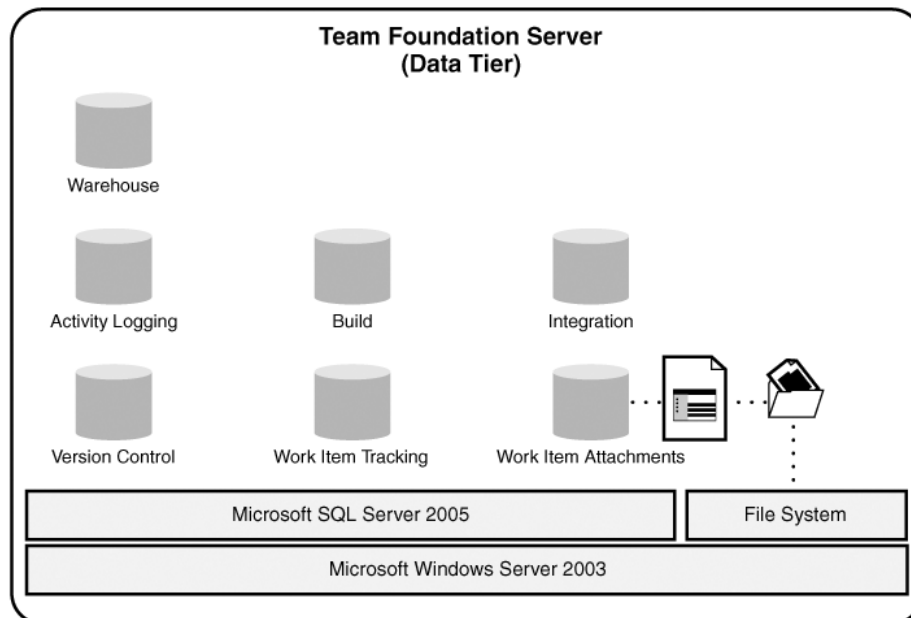 Team Foundation Server
(Data Tier)
Warehouse
Activity Logging
Build
Integration
Version Control
Work Item Tracking
Work Item Attachments
Microsoft SQL Server 2005
File System
Microsoft Windows Server 2003